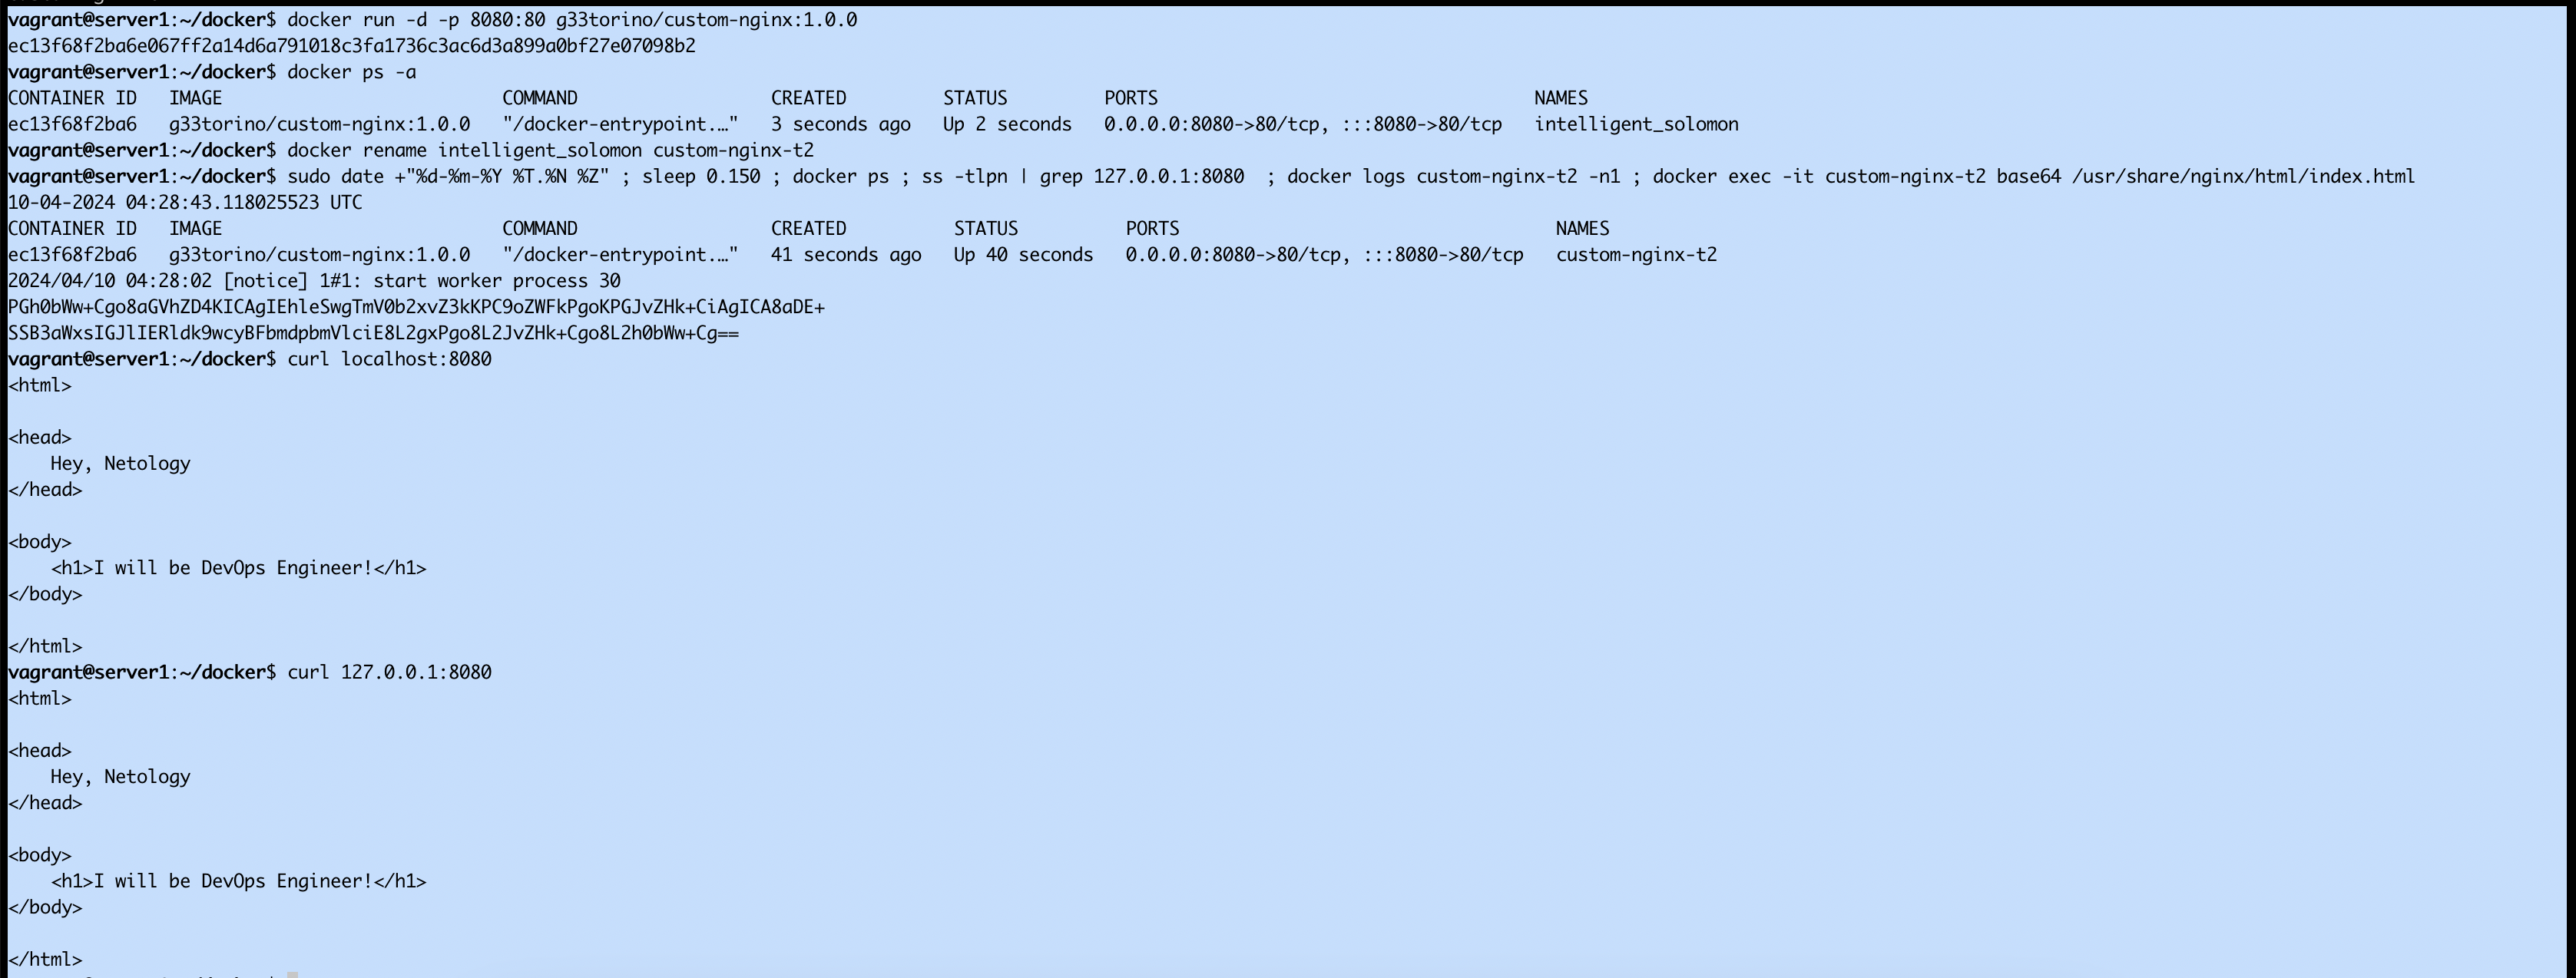 vagrant@server1:~/docker$ docker run -d -p 8080:80 g33torino/custom-nginx:1.0.0
ec13f68f2ba6e067ff2a14d6a791018c3fa1736c3ac6d3a899a0bf27e07098b2
vagrant@server1:~/docker$ docker ps -a
CONTAINER ID   IMAGE                          COMMAND                  CREATED         STATUS         PORTS                                   NAMES
ec13f68f2ba6   g33torino/custom-nginx:1.0.0   "/docker-entrypoint.…"   3 seconds ago   Up 2 seconds   0.0.0.0:8080->80/tcp, :::8080->80/tcp   intelligent_solomon
vagrant@server1:~/docker$ docker rename intelligent_solomon custom-nginx-t2
vagrant@server1:~/docker$ sudo date +"%d-%m-%Y %T.%N %Z" ; sleep 0.150 ; docker ps ; ss -tlpn | grep 127.0.0.1:8080  ; docker logs custom-nginx-t2 -n1 ; docker exec -it custom-nginx-t2 base64 /usr/share/nginx/html/index.html
10-04-2024 04:28:43.118025523 UTC
CONTAINER ID   IMAGE                          COMMAND                  CREATED          STATUS          PORTS                                   NAMES
ec13f68f2ba6   g33torino/custom-nginx:1.0.0   "/docker-entrypoint.…"   41 seconds ago   Up 40 seconds   0.0.0.0:8080->80/tcp, :::8080->80/tcp   custom-nginx-t2
2024/04/10 04:28:02 [notice] 1#1: start worker process 30
PGh0bWw+Cgo8aGVhZD4KICAgIEhleSwgTmV0b2xvZ3kKPC9oZWFkPgoKPGJvZHk+CiAgICA8aDE+
SSB3aWxsIGJlIERldk9wcyBFbmdpbmVlciE8L2gxPgo8L2JvZHk+Cgo8L2h0bWw+Cg==
vagrant@server1:~/docker$ curl localhost:8080
<html>
<head>
    Hey, Netology
</head>
<body>
    <h1>I will be DevOps Engineer!</h1>
</body>
</html>
vagrant@server1:~/docker$ curl 127.0.0.1:8080
<html>
<head>
    Hey, Netology
</head>
<body>
    <h1>I will be DevOps Engineer!</h1>
</body>
</html>